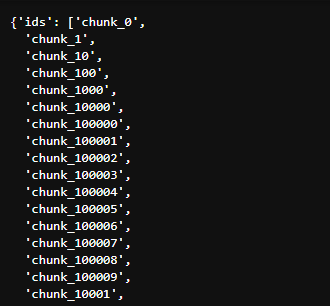 {'ids': ['chunk_0',
'chunk_1',
'chunk_10',
'chunk_100',
'chunk_1000',
'chunk_10000',
'chunk_100000',
'chunk_100001',
'chunk_100002',
'chunk_100003',
'chunk_100004',
'chunk_100005',
'chunk_100006',
'chunk_100007',
'chunk_100008',
'chunk_100009',
'chunk_10001',